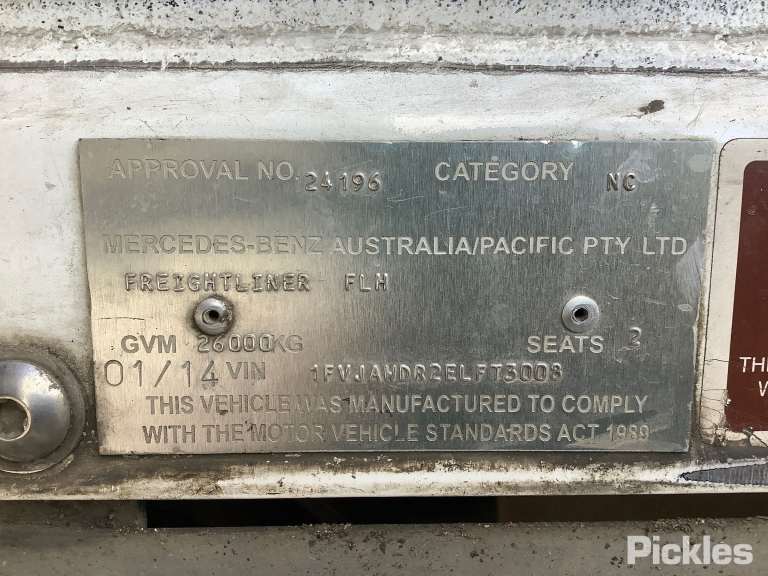 APPROVAL NO. 24196 CATEGORY NC
MERCEDES-BENZ AUSTRALIA/PACIFIC PTY LTD
FREIGHTLINER FLH
GVM 26000KG SEATS 2
01/14 VIN 1FVJAHDR2ELFT3008
THIS VEHICLE WAS MANUFACTURED TO COMPLY
WITH THE MOTOR VEHICLE STANDARDS ACT 1989
Pickles